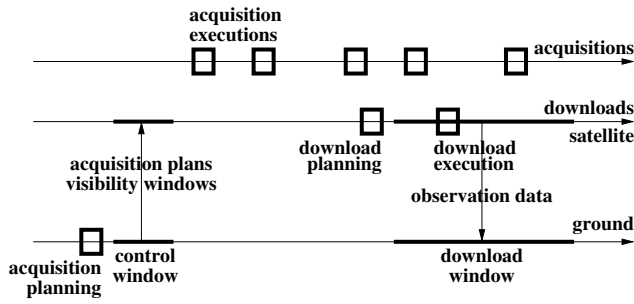 acquisition
executions
acquisitions
downloads
satellite
download
planning
download
execution
acquisition plans
visibility windows
observation data
ground
acquisition
planning
control
window
download
window